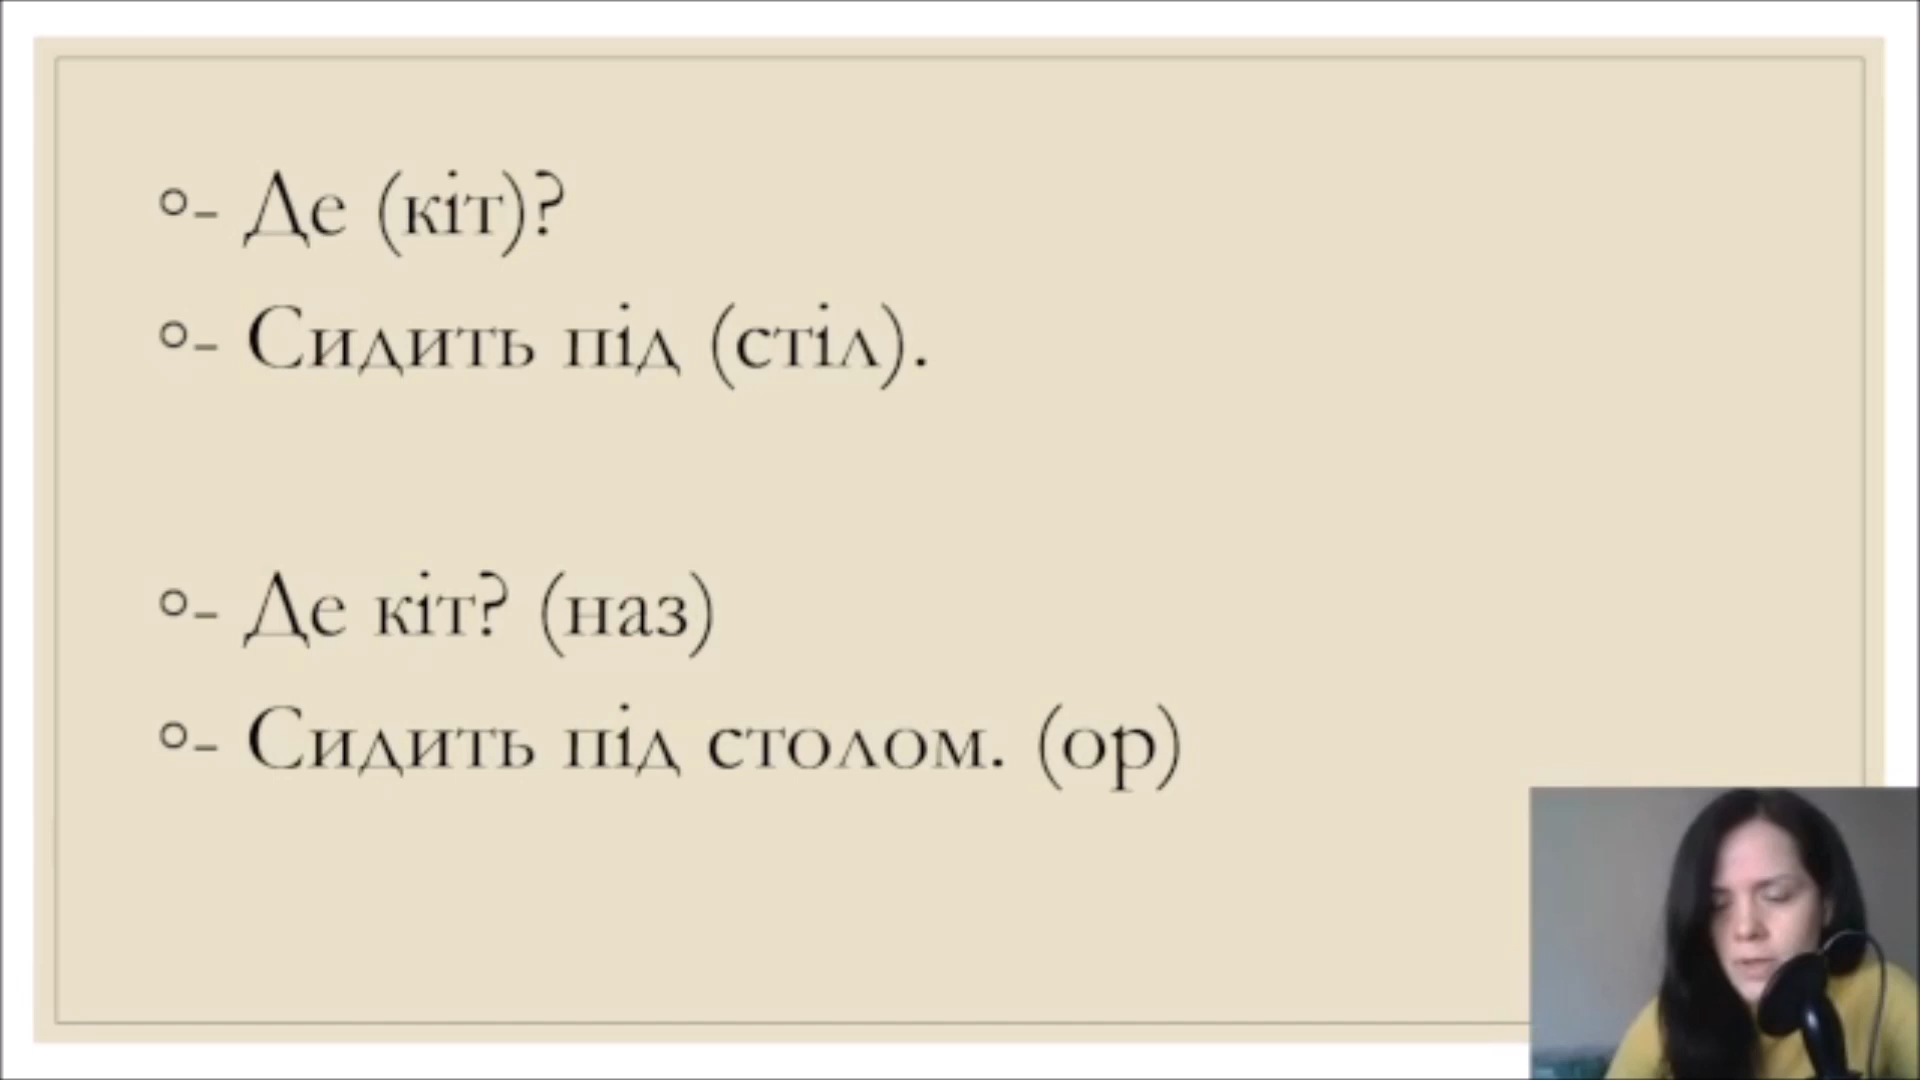 - Де (кіт)?
- Сидить під (стіл).
- Де кіт? (наз)
- Сидить під столом. (ор)